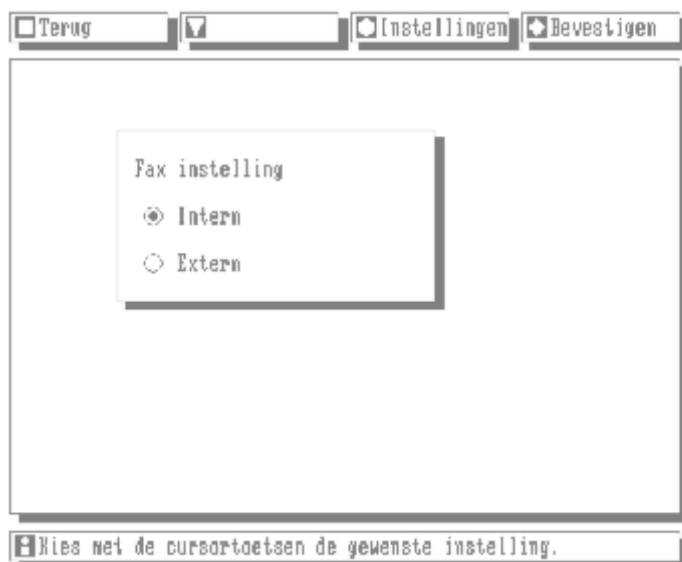 Terug Instellingen Bevestigen
Fax instelling
Intern
Extern
Kies met de cursortoetsen de gewenste instelling.